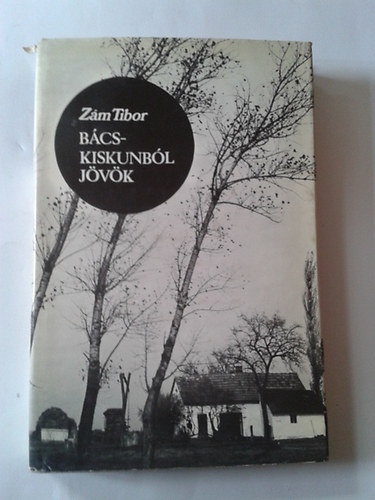 Zám Tibor
BÁCS-
KISKUNBÓL
JÖVÖK